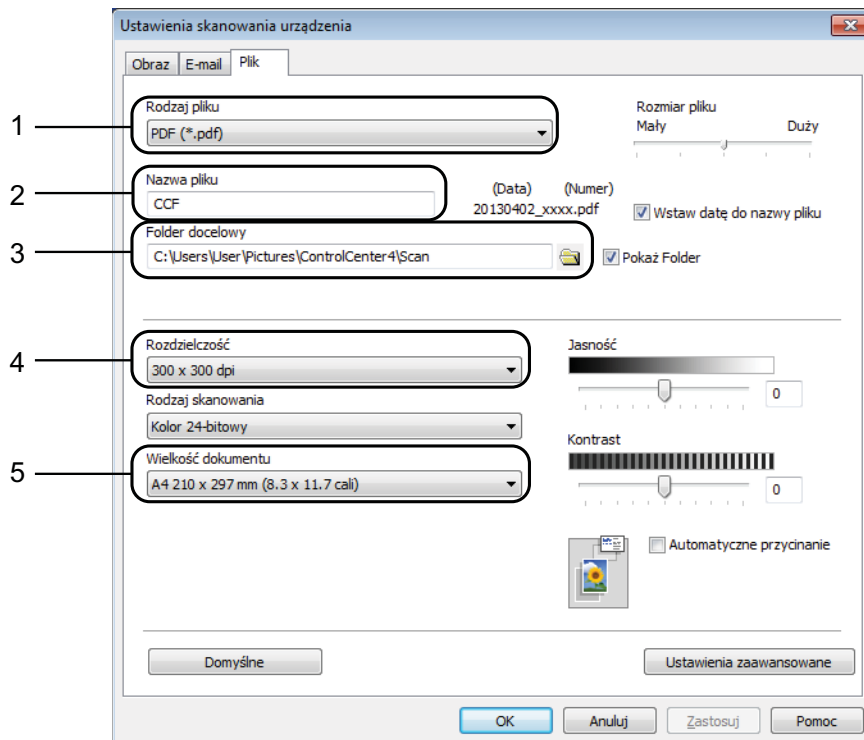 Ustawienia skanowania urządzenia
Obraz E-mail Plik
1
Rodzaj pliku
PDF (*.pdf)
Rozmiar pliku
Mały Duży
2
Nazwa pliku
CCF
(Data) (Numer)
20130402_xxxx.pdf
Wstaw datę do nazwy pliku
3
Folder docelowy
C:\Users\User\Pictures\ControlCenter4\Scan
Pokaż Folder
4
Rozdzielczość
300 x 300 dpi
Jasność
0
Rodzaj skanowania
Kolor 24-bitowy
Kontrast
0
5
Wielkość dokumentu
A4 210 x 297 mm (8.3 x 11.7 cali)
Automatyczne przycinanie
Domyślne
Ustawienia zaawansowane
OK Anuluj Zastosuj Pomoc